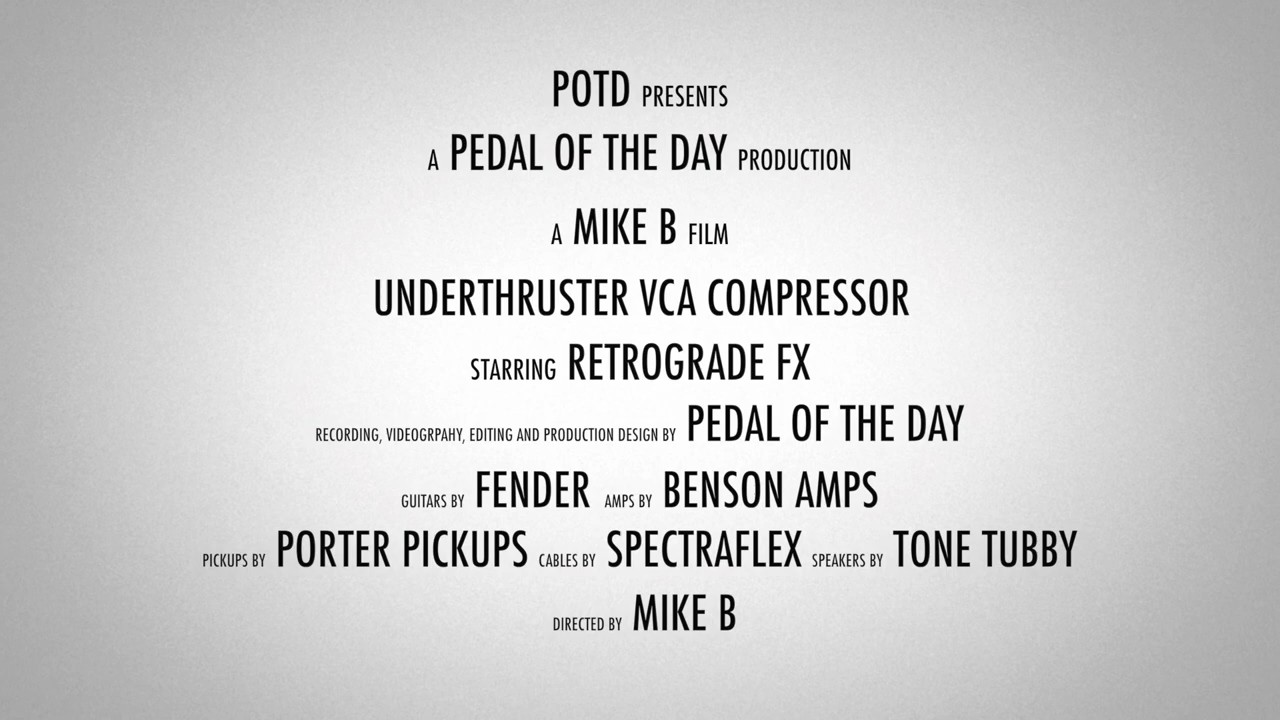 POTD PRESENTS
A PEDAL OF THE DAY PRODUCTION
A MIKE B FILM
UNDERTHRUSTER VCA COMPRESSOR
STARRING RETROGRADE FX
RECORDING, VIDEOGRPAHY, EDITING AND PRODUCTION DESIGN BY PEDAL OF THE DAY
GUITARS BY FENDER AMPS BY BENSON AMPS
PICKUPS BY PORTER PICKUPS CABLES BY SPECTRAFLEX SPEAKERS BY TONE TUBBY
DIRECTED BY MIKE B